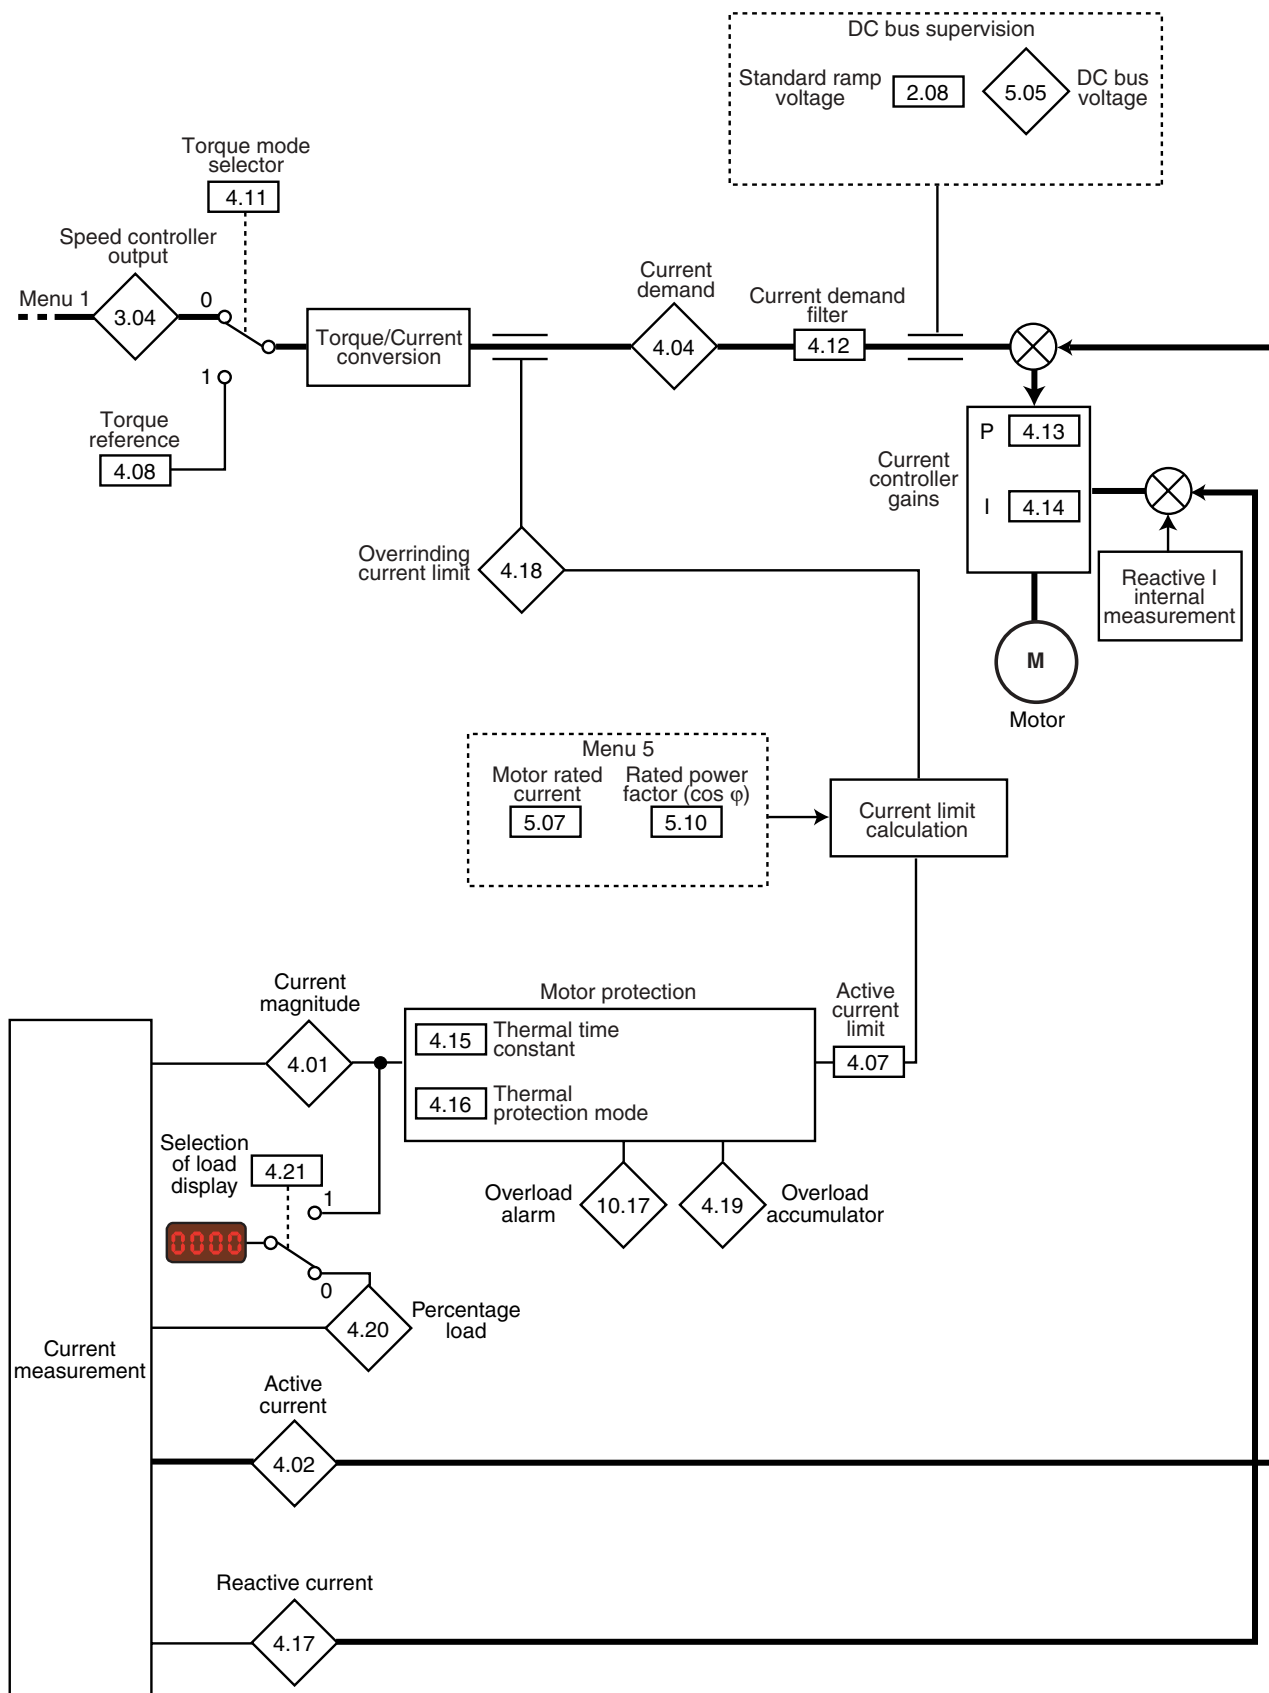 DC bus supervision
Standard ramp
voltage
2.08
5.05
DC bus
voltage
Torque mode
selector
4.11
Speed controller
output
Menu 1
3.04
0
1
Torque/Current
conversion
Current
demand
4.04
Current demand
filter
4.12
Torque
reference
4.08
Current
controller
gains
P
4.13
I
4.14
Overrinding
current limit
4.18
Reactive I
internal
measurement
M
Motor
Menu 5
Motor rated
current
5.07
Rated power
factor (cos φ)
5.10
Current limit
calculation
Current
magnitude
4.01
Motor protection
4.15
Thermal time
constant
4.16
Thermal
protection mode
Active
current
limit
4.07
Selection
of load
display
4.21
1
0000
0
Overload
alarm
10.17
4.19
Overload
accumulator
4.20
Percentage
load
Current
measurement
Active
current
4.02
Reactive current
4.17